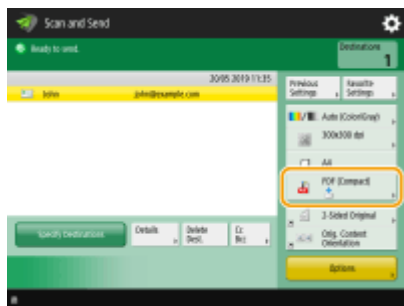 Scan and Send
Ready to send.
Destinations
1
20/05 2019 11:35
John
john@example.com
Previous
Settings
Favorite
Settings
Auto (Color/Gray)
300x300 dpi
A4
PDF (Compact)
2-Sided Original
Orig. Content
Orientation
Specify Destinations
Details
Delete
Dest.
Cc
Bcc
Options